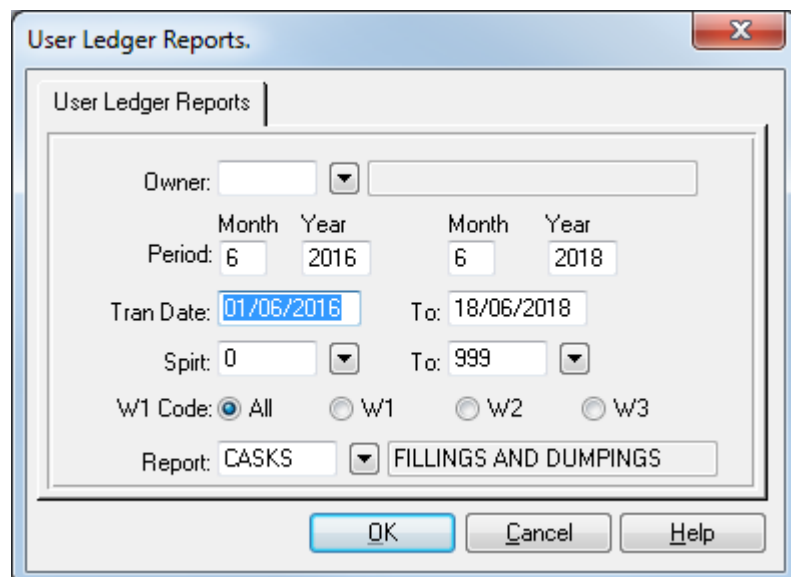 User Ledger Reports.
User Ledger Reports
Owner:
Month Year Month Year
Period: 6 2016 6 2018
Tran Date: 01/06/2016 To: 18/06/2018
Spirt: 0 To: 999
W1 Code: All W1 W2 W3
Report: CASKS FILLINGS AND DUMPINGS
OK Cancel Help